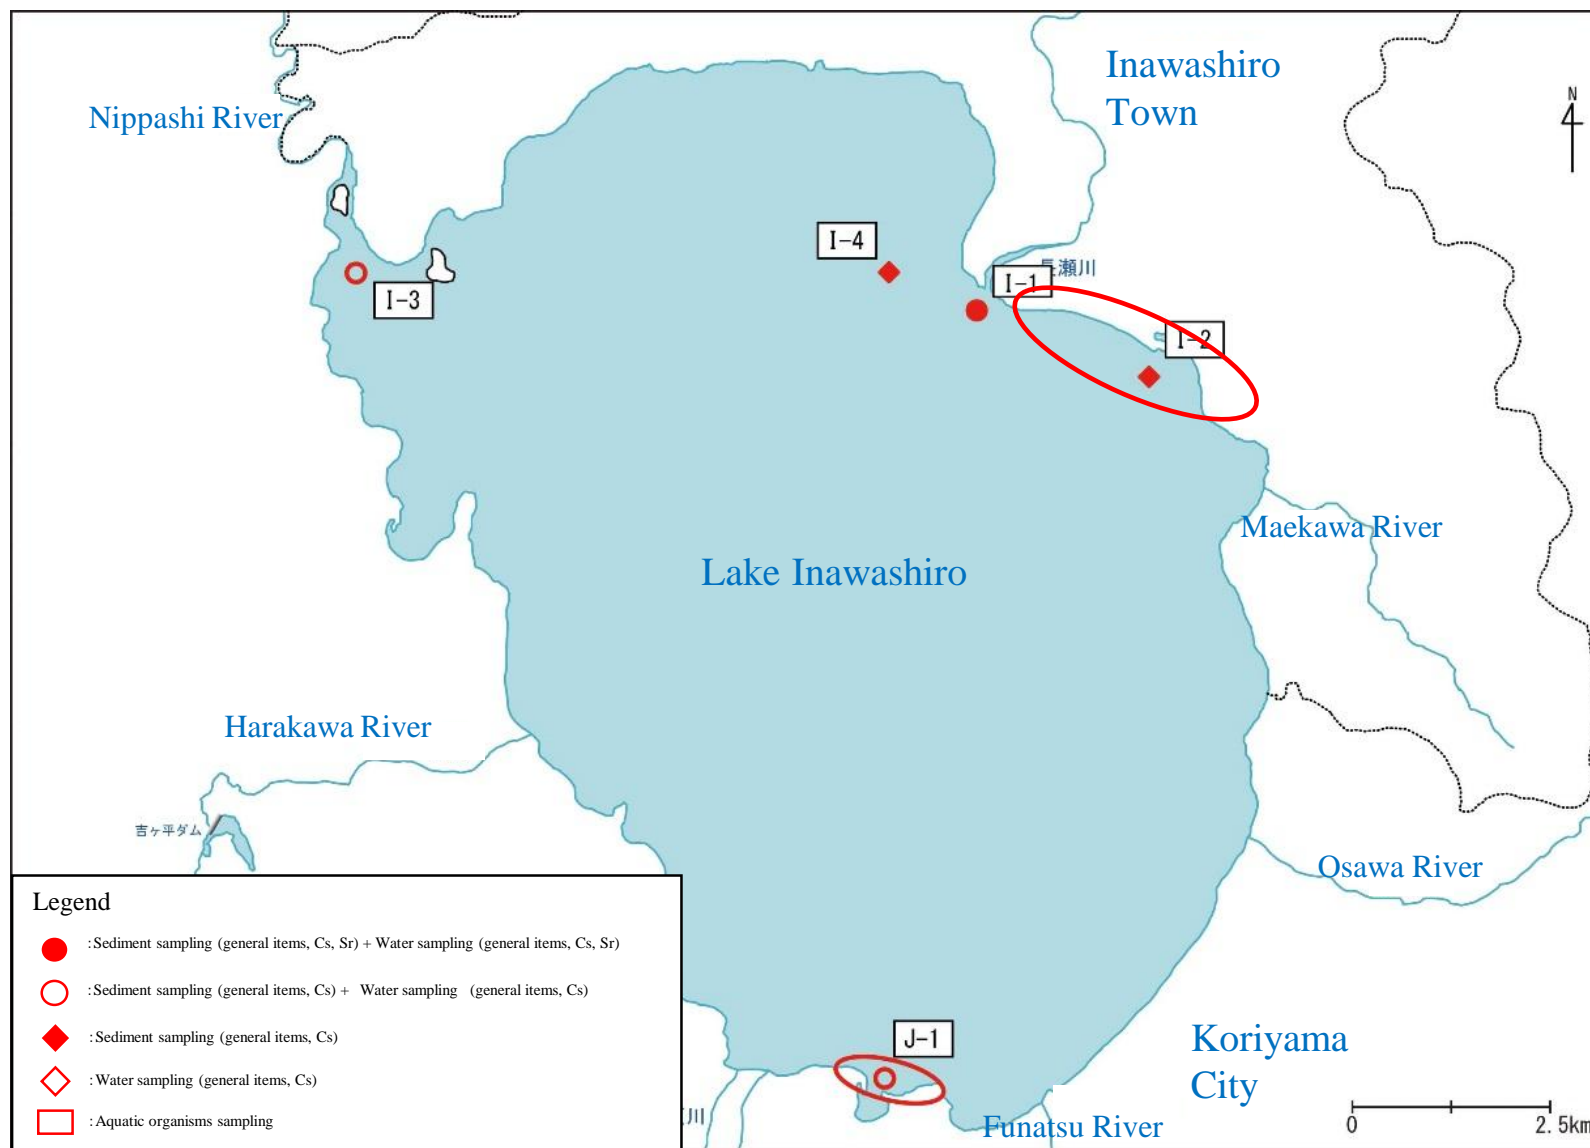 Inawashiro
Town
N
Nippashi River
I-4
長瀬川
I-1
I-3
I-2
Maekawa River
Lake Inawashiro
Harakawa River
吉ヶ平ダム
Osawa River
Legend
:Sediment sampling (general items, Cs, Sr) + Water sampling (general items, Cs, Sr)
:Sediment sampling (general items, Cs) + Water sampling (general items, Cs)
:Sediment sampling (general items, Cs)
:Water sampling (general items, Cs)
:Aquatic organisms sampling
J-1
Koriyama
City
川
Funatsu River
0
2.5km